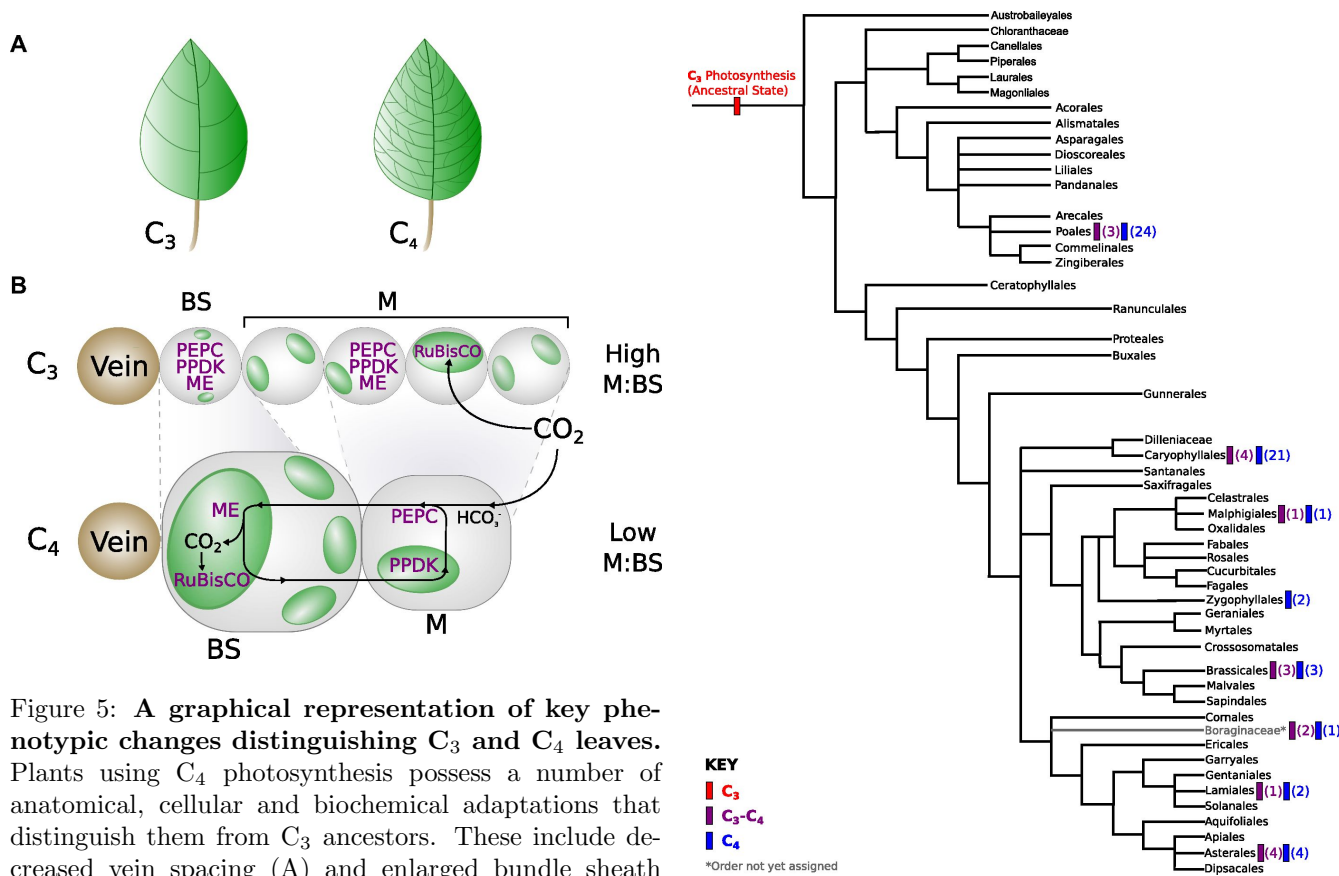 A
C3
C4
B
BS
M
C3
Vein
PEPC
PPDK
ME
PEPC
PPDK
ME
RuBisCO
High
M:BS
CO2
C4
Vein
ME
CO2
RuBisCO
PEPC
HCO3-
PPDK
Low
M:BS
M
BS
Figure 5: A graphical representation of key phe-
notypic changes distinguishing C3 and C4 leaves.
Plants using C4 photosynthesis possess a number of
anatomical, cellular and biochemical adaptations that
distinguish them from C3 ancestors. These include de-
creased vein spacing (A) and enlarged bundle sheath
C3 Photosynthesis
(Ancestral State)
Austrobaileyales
Chloranthaceae
Canellales
Piperales
Laurales
Magonliales
Acorales
Alismatales
Asparagales
Dioscoreales
Liliales
Pandanales
Arecales
Poales (3) (24)
Commelinales
Zingiberales
Ceratophyllales
Ranunculales
Proteales
Buxales
Gunnerales
Dilleniaceae
Caryophyllales (4) (21)
Santanales
Saxifragales
Celastrales
Malphigiales (1) (1)
Oxalidales
Fabales
Rosales
Cucurbitales
Fagales
Zygophyllales (2)
Geraniales
Myrtales
Crossosomatales
Brassicales (3) (3)
Malvales
Sapindales
Cornales
Boraginaceae* (2) (1)
Ericales
Garryales
Gentaniales
Lamiales (1) (2)
Solanales
Aquifoliales
Apiales
Asterales (4) (4)
Dipsacales
KEY
C3
C3-C4
C4
*Order not yet assigned